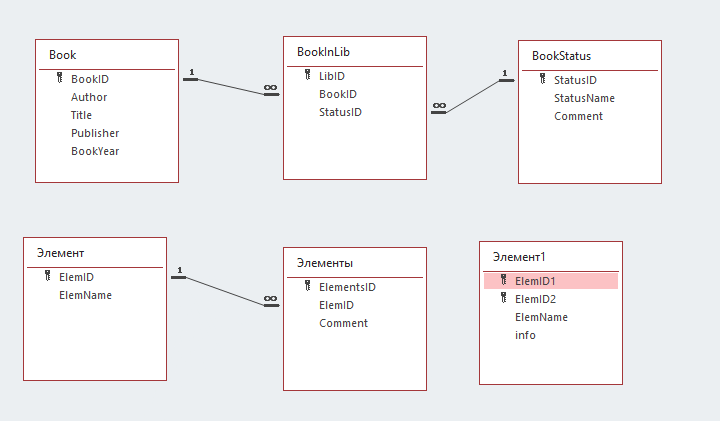 Book
BookID
Author
Title
Publisher
BookYear
1
∞
BookInLib
LibID
BookID
StatusID
∞
1
BookStatus
StatusID
StatusName
Comment
Элемент
ElemID
ElemName
1
∞
Элементы
ElementsID
ElemID
Comment
Элемент1
ElemID1
ElemID2
ElemName
info